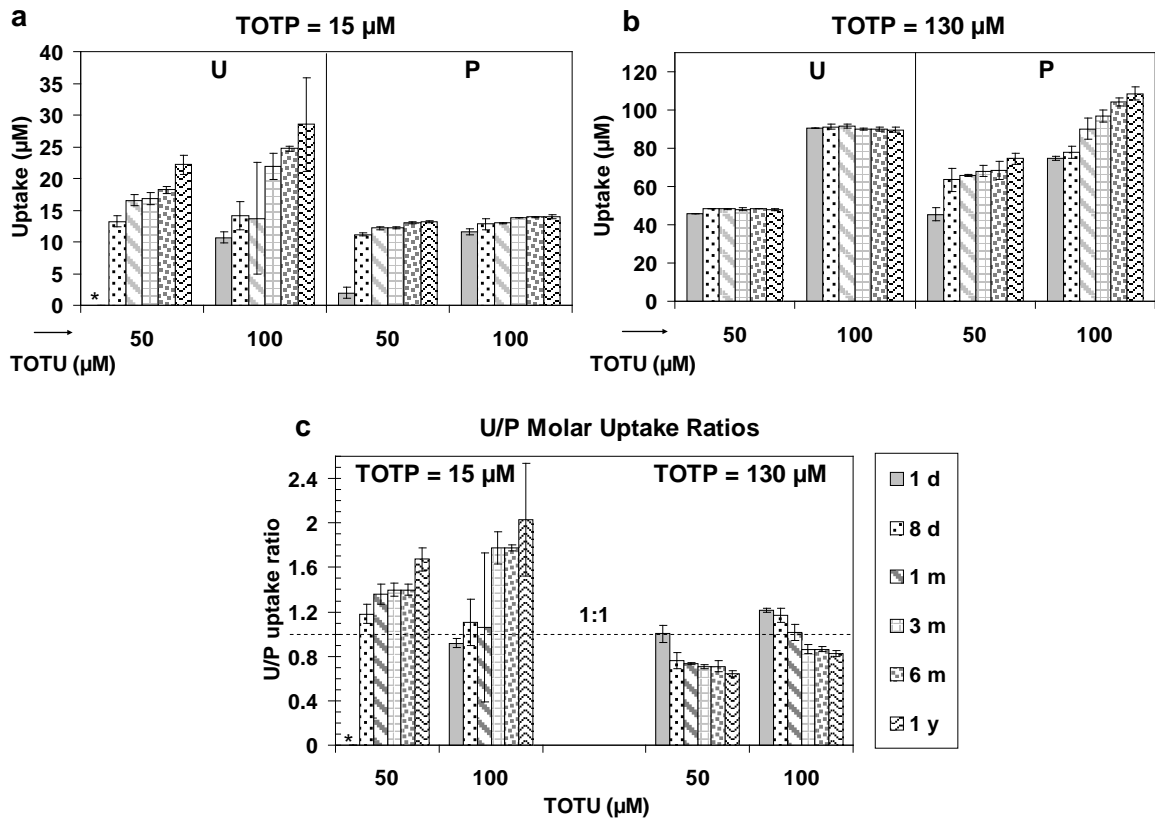 a
TOTP = 15 µM
U
P
Uptake (µM)
40
35
30
25
20
15
10
5
0
*
50
100
50
100
TOTU (µM)
b
TOTP = 130 µM
U
P
Uptake (µM)
120
100
80
60
40
20
0
50
100
50
100
TOTU (µM)
c
U/P Molar Uptake Ratios
TOTP = 15 µM
TOTP = 130 µM
U/P uptake ratio
2.4
2
1.6
1.2
0.8
0.4
0
1:1
*
50
100
50
100
TOTU (µM)
1 d
8 d
1 m
3 m
6 m
1 y